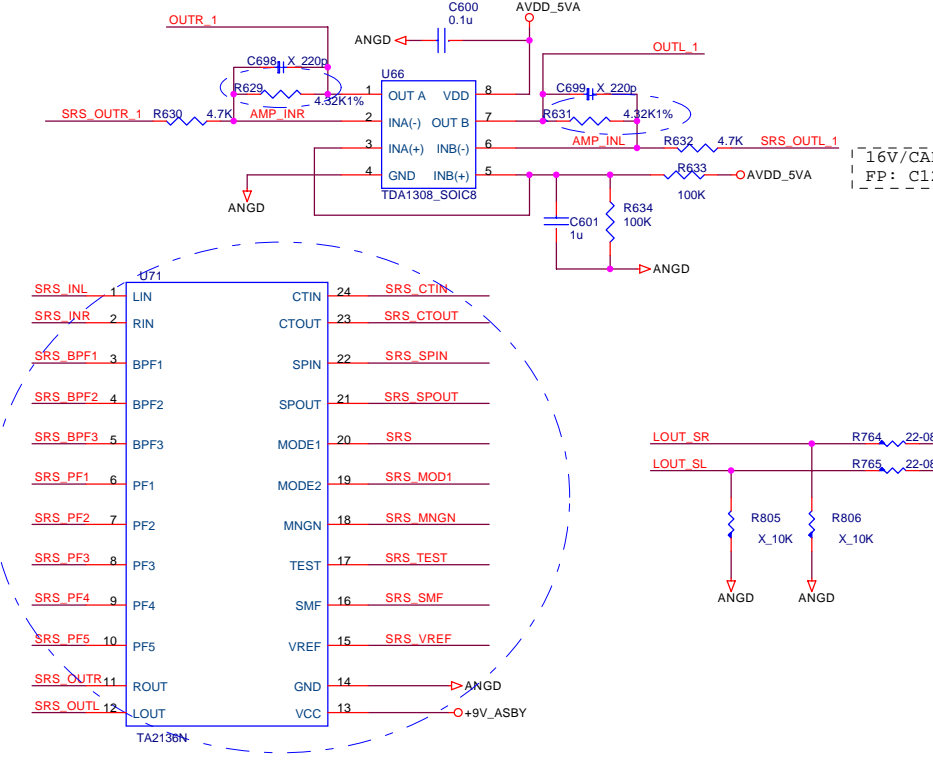 C600
0.1u
AVDD_5VA
OUTR_1
ANGD
OUTL_1
C698 X_220p
U66
C699 X_220p
R629
4.32K1%
1 OUT A VDD 8
R631 4.32K1%
SRS_OUTR_1 R630 4.7K AMP_INR
2 INA(-) OUT B 7
3 INA(+) INB(-) 6
AMP_INL R632 4.7K SRS_OUTL_1
4 GND INB(+) 5
R633
100K
AVDD_5VA
16V/CA
FP: C1
TDA1308_SOIC8
ANGD
C601
1u
R634
100K
ANGD
U71
SRS_INL 1 LIN CTIN 24 SRS_CTIN
SRS_INR 2 RIN CTOUT 23 SRS_CTOUT
SRS_BPF1 3 BPF1 SPIN 22 SRS_SPIN
SRS_BPF2 4 BPF2 SPOUT 21 SRS_SPOUT
SRS_BPF3 5 BPF3 MODE1 20 SRS
SRS_PF1 6 PF1 MODE2 19 SRS_MOD1
SRS_PF2 7 PF2 MNGN 18 SRS_MNGN
SRS_PF3 8 PF3 TEST 17 SRS_TEST
SRS_PF4 9 PF4 SMF 16 SRS_SMF
SRS_PF5 10 PF5 VREF 15 SRS_VREF
SRS_OUTR 11 ROUT GND 14 ANGD
SRS_OUTL 12 LOUT VCC 13 +9V_ASBY
TA2136N
LOUT_SR R764 22-08
LOUT_SL R765 22-08
R805
X_10K
R806
X_10K
ANGD ANGD